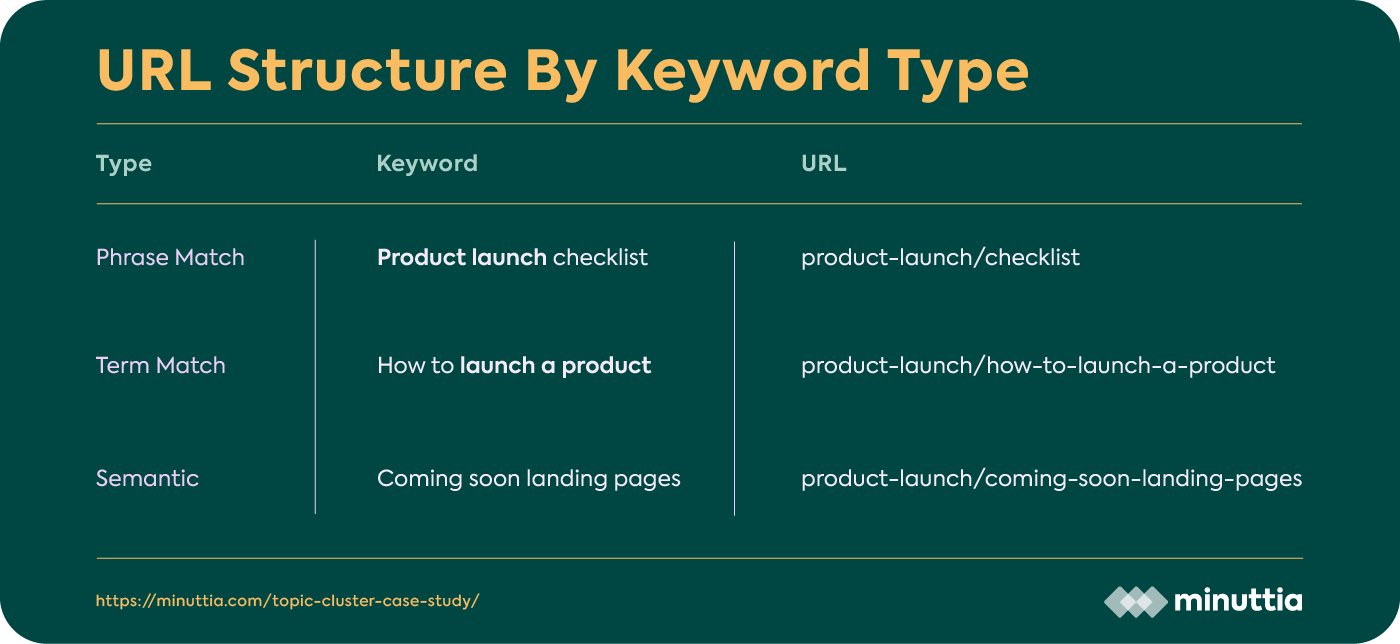 URL Structure By Keyword Type
Type Keyword URL
Phrase Match Product launch checklist product-launch/checklist
Term Match How to launch a product product-launch/how-to-launch-a-product
Semantic Coming soon landing pages product-launch/coming-soon-landing-pages
https://minuttia.com/topic-cluster-case-study/ minuttia